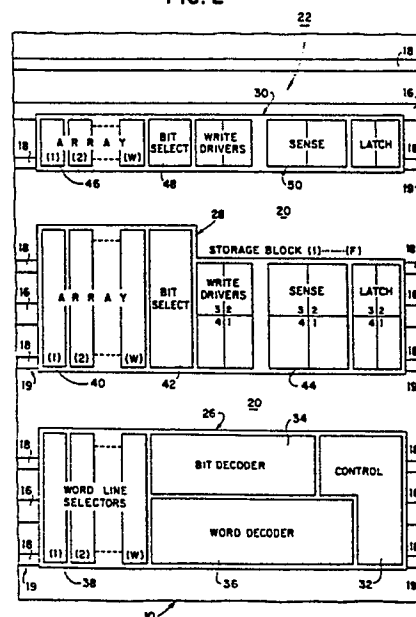 FIG. 2
22
18
30
16
18
A R R A Y
(1) (2) (W)
BIT SELECT
WRITE DRIVERS
SENSE
LATCH
18
19
46
48
50
28
20
STORAGE BLOCK (1)-----(F)
18
18
16
A R R A Y
BIT SELECT
WRITE DRIVERS
SENSE
LATCH
16
3 2
4 1
3 2
4 1
3 2
4 1
18
(1) (2) (W)
18
19
40
42
44
19
26
20
34
18
BIT DECODER
CONTROL
18
16
WORD LINE SELECTORS
WORD DECODER
16
18
(1) (2) (W)
18
19
38
36
32
19
10